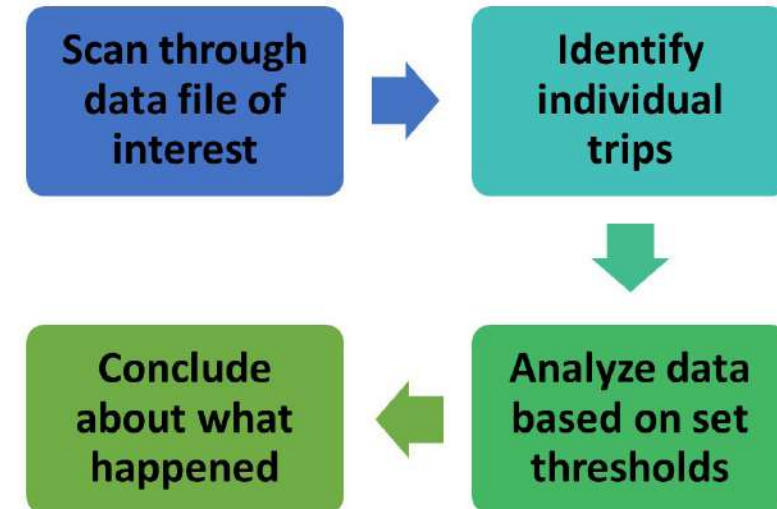 Scan through
data file of
interest
Identify
individual
trips
Analyze data
based on set
thresholds
Conclude
about what
happened